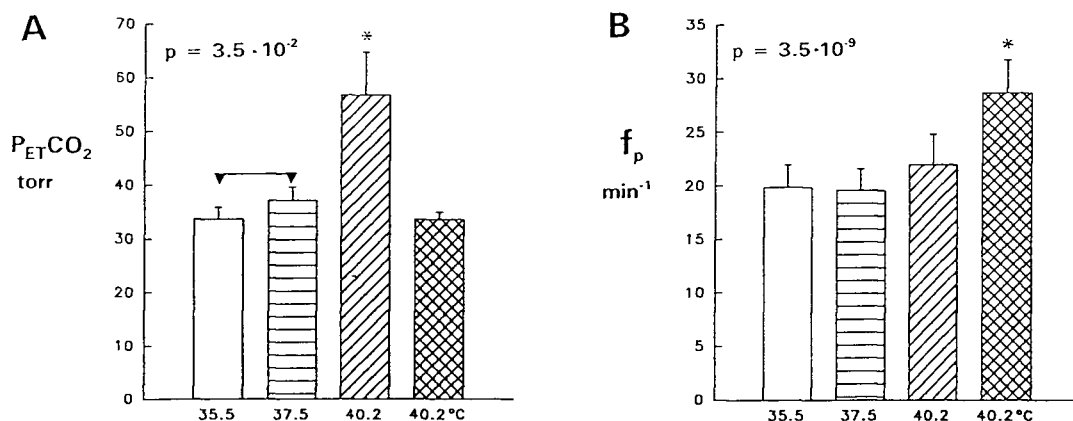 A
p = 3.5 · 10⁻²
*
P_ETCO₂
torr
70
60
50
40
30
20
10
0
35.5 37.5 40.2 40.2°C
B
p = 3.5·10⁻⁹
*
f_p
min⁻¹
35
30
25
20
15
10
5
0
35.5 37.5 40.2 40.2°C